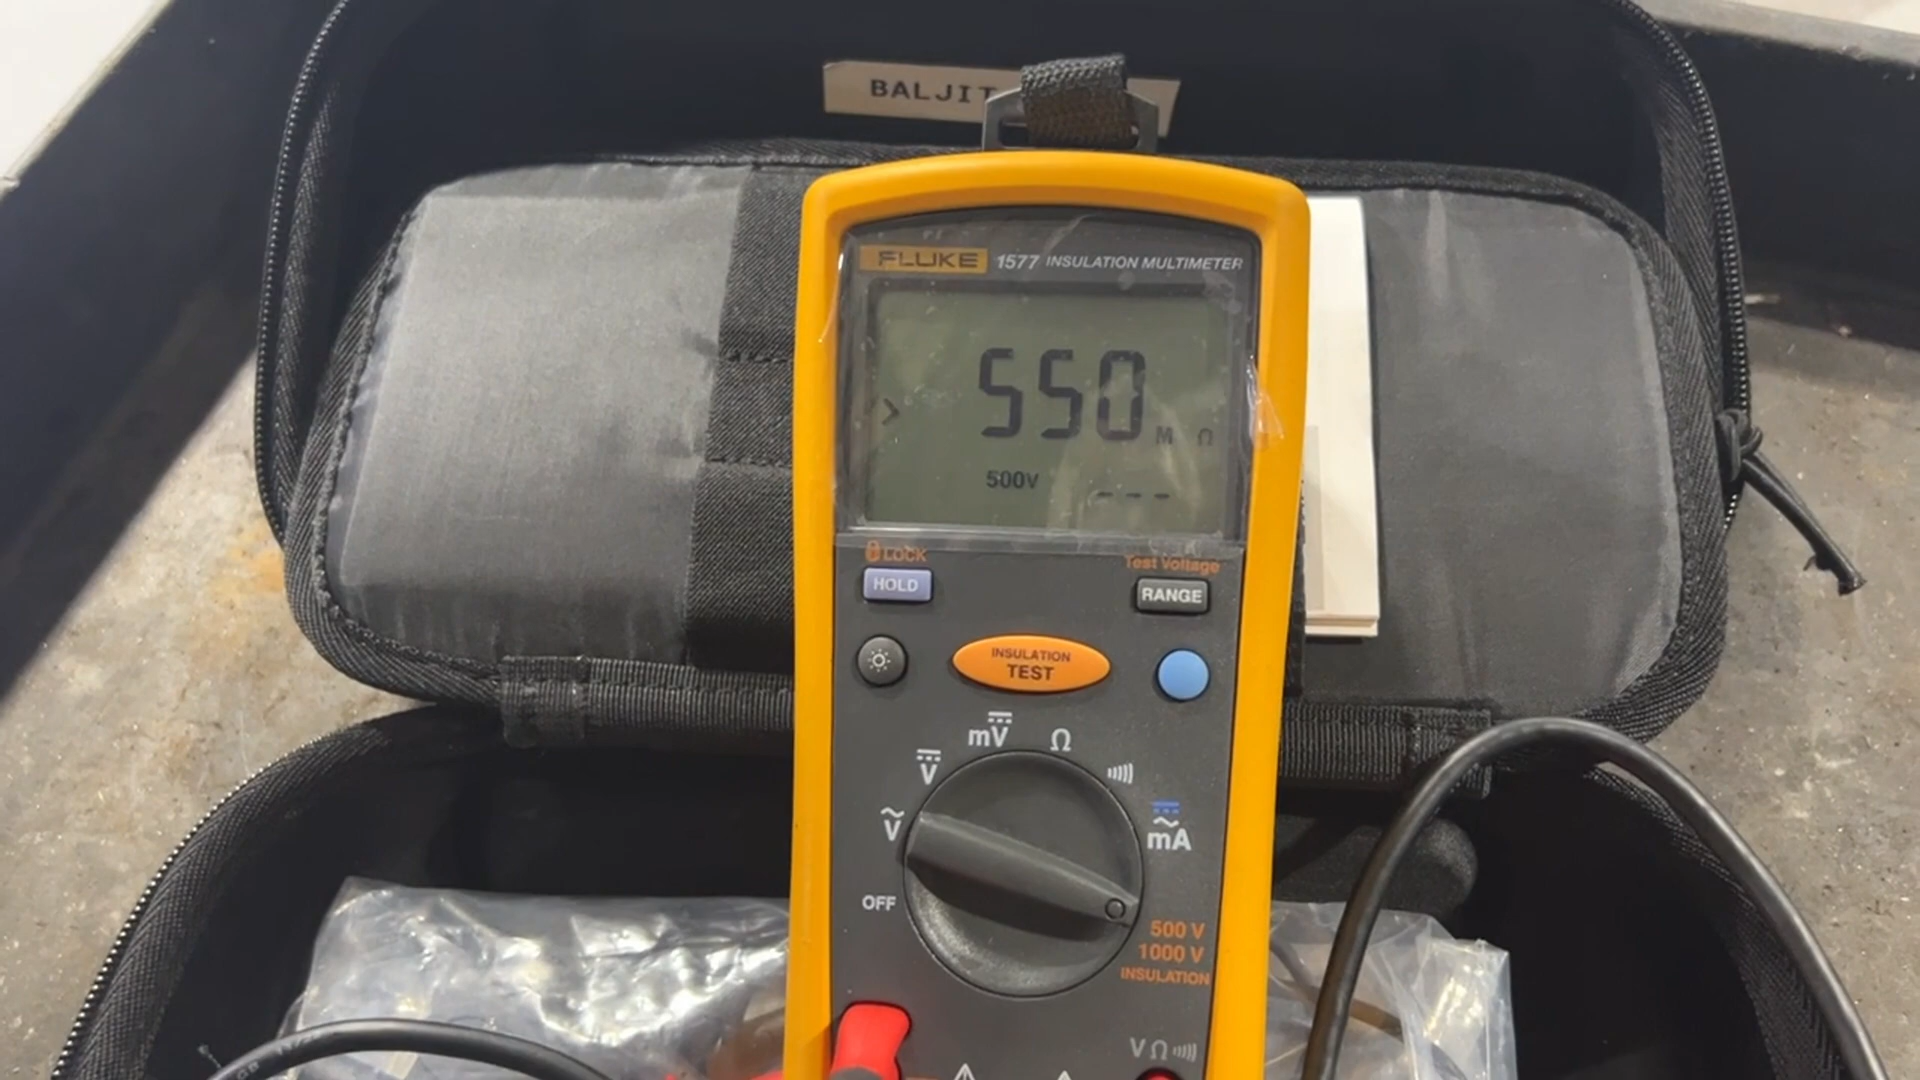 BALJIT
FLUKE 1577 INSULATION MULTIMETER
> 550 MΩ
500V ---
LOCK Test Voltage
HOLD RANGE
INSULATION
TEST
mV Ω
V
V mA
OFF
500 V
1000 V
INSULATION
VΩ